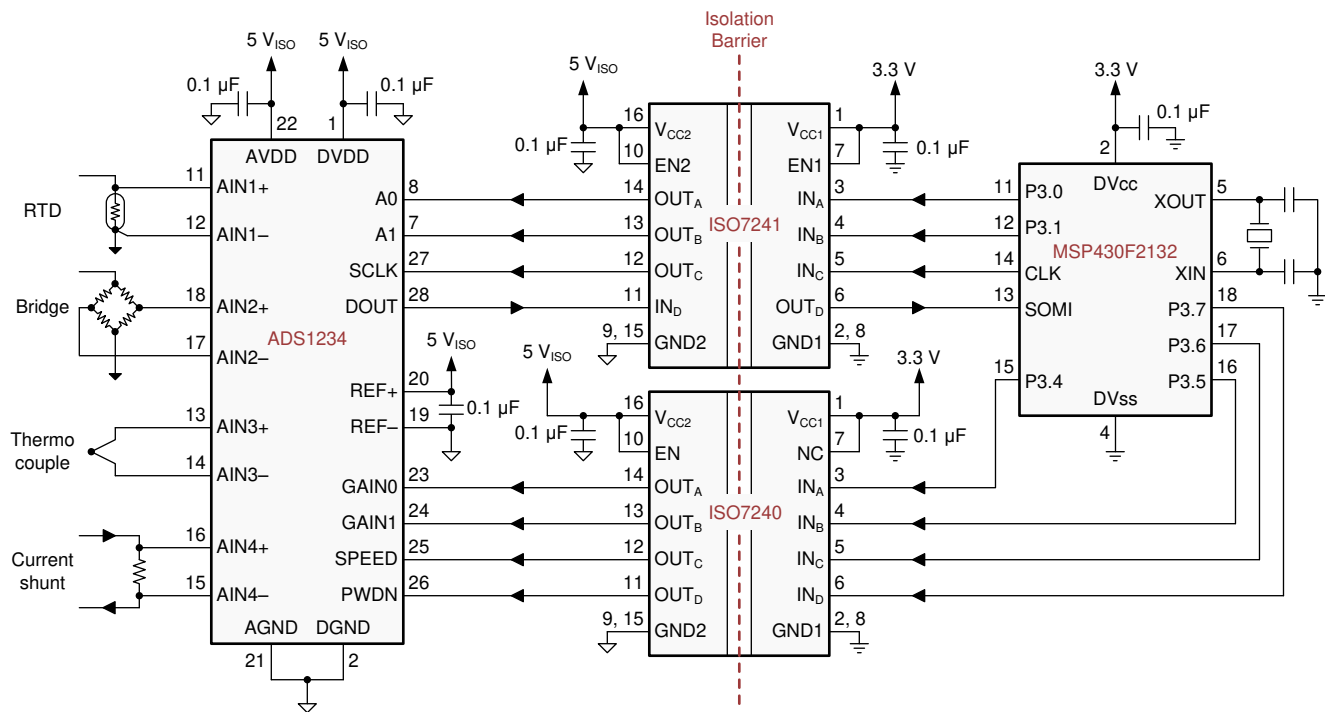 Isolation
Barrier
5 VISO
5 VISO
0.1 µF
0.1 µF
22
1
AVDD
DVDD
ADS1234
RTD
11
AIN1+
12
AIN1–
Bridge
18
AIN2+
17
AIN2–
Thermo
couple
13
AIN3+
14
AIN3–
Current
shunt
16
AIN4+
15
AIN4–
A0
8
A1
7
SCLK
27
DOUT
28
5 VISO
REF+
20
0.1 µF
REF–
19
GAIN0
23
GAIN1
24
SPEED
25
PWDN
26
AGND
DGND
21
2
5 VISO
3.3 V
0.1 µF
0.1 µF
ISO7241
16
VCC2
VCC1
1
10
EN2
EN1
7
14
OUTA
INA
3
13
OUTB
INB
4
12
OUTC
INC
5
11
IND
OUTD
6
9, 15
GND2
GND1
2, 8
5 VISO
3.3 V
0.1 µF
0.1 µF
ISO7240
16
VCC2
VCC1
1
10
EN
NC
7
14
OUTA
INA
3
13
OUTB
INB
4
12
OUTC
INC
5
11
OUTD
IND
6
9, 15
GND2
GND1
2, 8
3.3 V
0.1 µF
2
DVcc
MSP430F2132
11
P3.0
XOUT
5
12
P3.1
14
CLK
XIN
6
13
SOMI
P3.7
18
P3.6
17
15
P3.4
P3.5
16
DVss
4